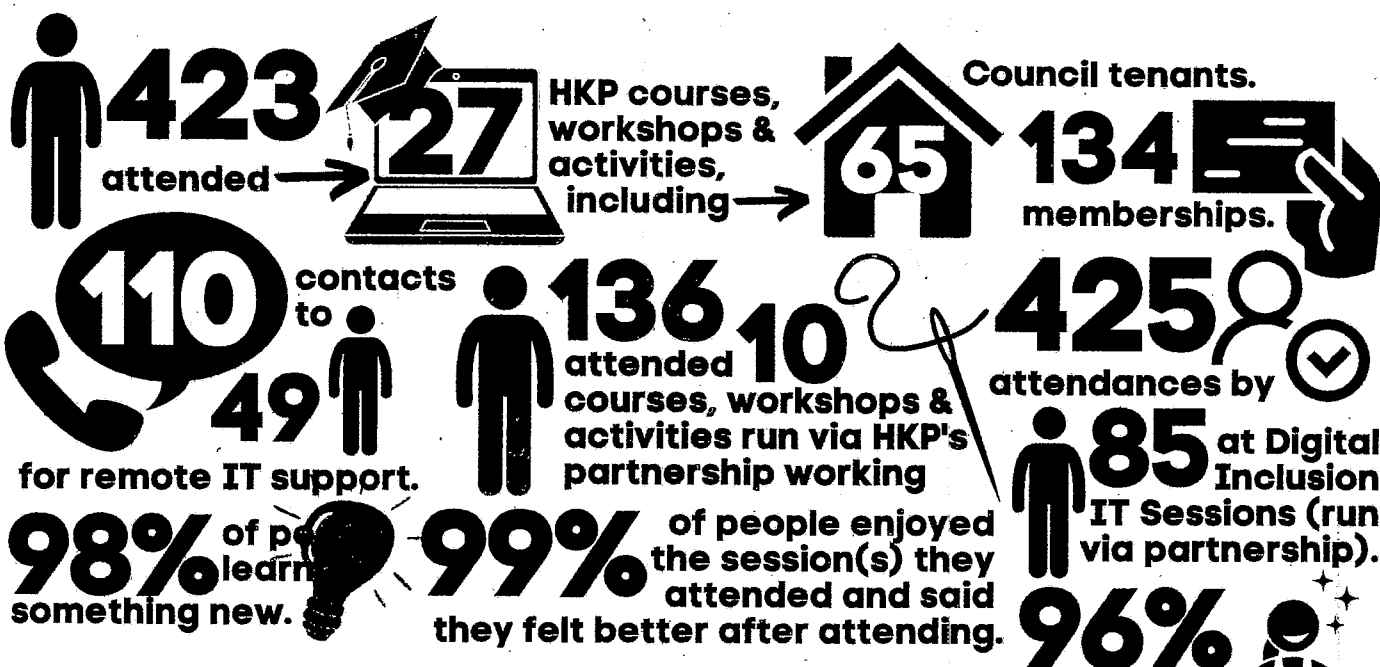 423
attended
27
HKP courses,
workshops &
activities,
including
65
Council tenants.
134
memberships.
110
contacts
to
49
for remote IT support.
136
attended 10
courses, workshops &
activities run via HKP's
partnership working
425
attendances by
85 at Digital
Inclusion
IT Sessions (run
via partnership).
98% of
something new.
99% of people enjoyed
the session(s) they
attended and said
they felt better after attending.
96%